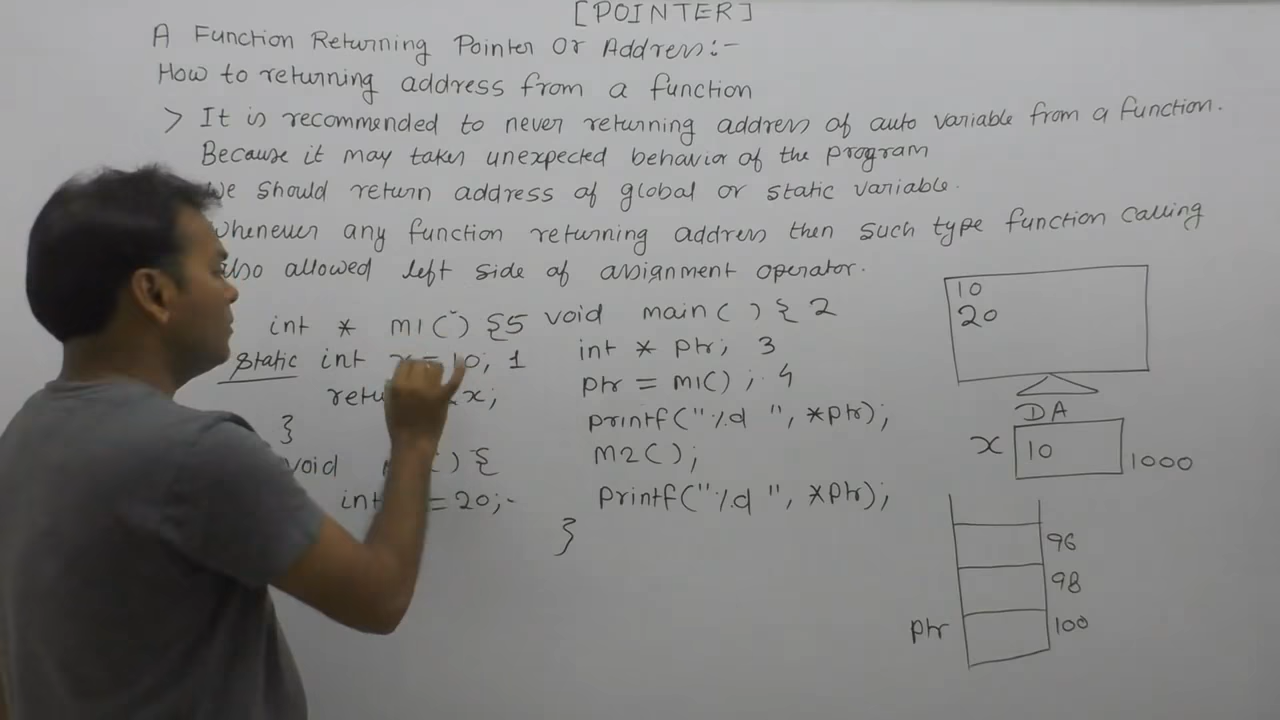 [POINTER]
A Function Returning Pointer Or Address:-
How to returning address from a function
> It is recommended to never returning address of auto variable from a function.
Because it may takes unexpected behavior of the program
We should return address of global or static variable.
whenever any function returning address then such type function calling
also allowed left side of assignment operator.
int * m1() {5
static int x=10; 1
x;
}
void () {
int =20;-
void main() { 2
int * ptr; 3
ptr = m1(); 4
printf("%d ", *ptr);
m2();
printf("%d ", *ptr);
}
10
20
DA
x 10 1000
96
98
ptr 100